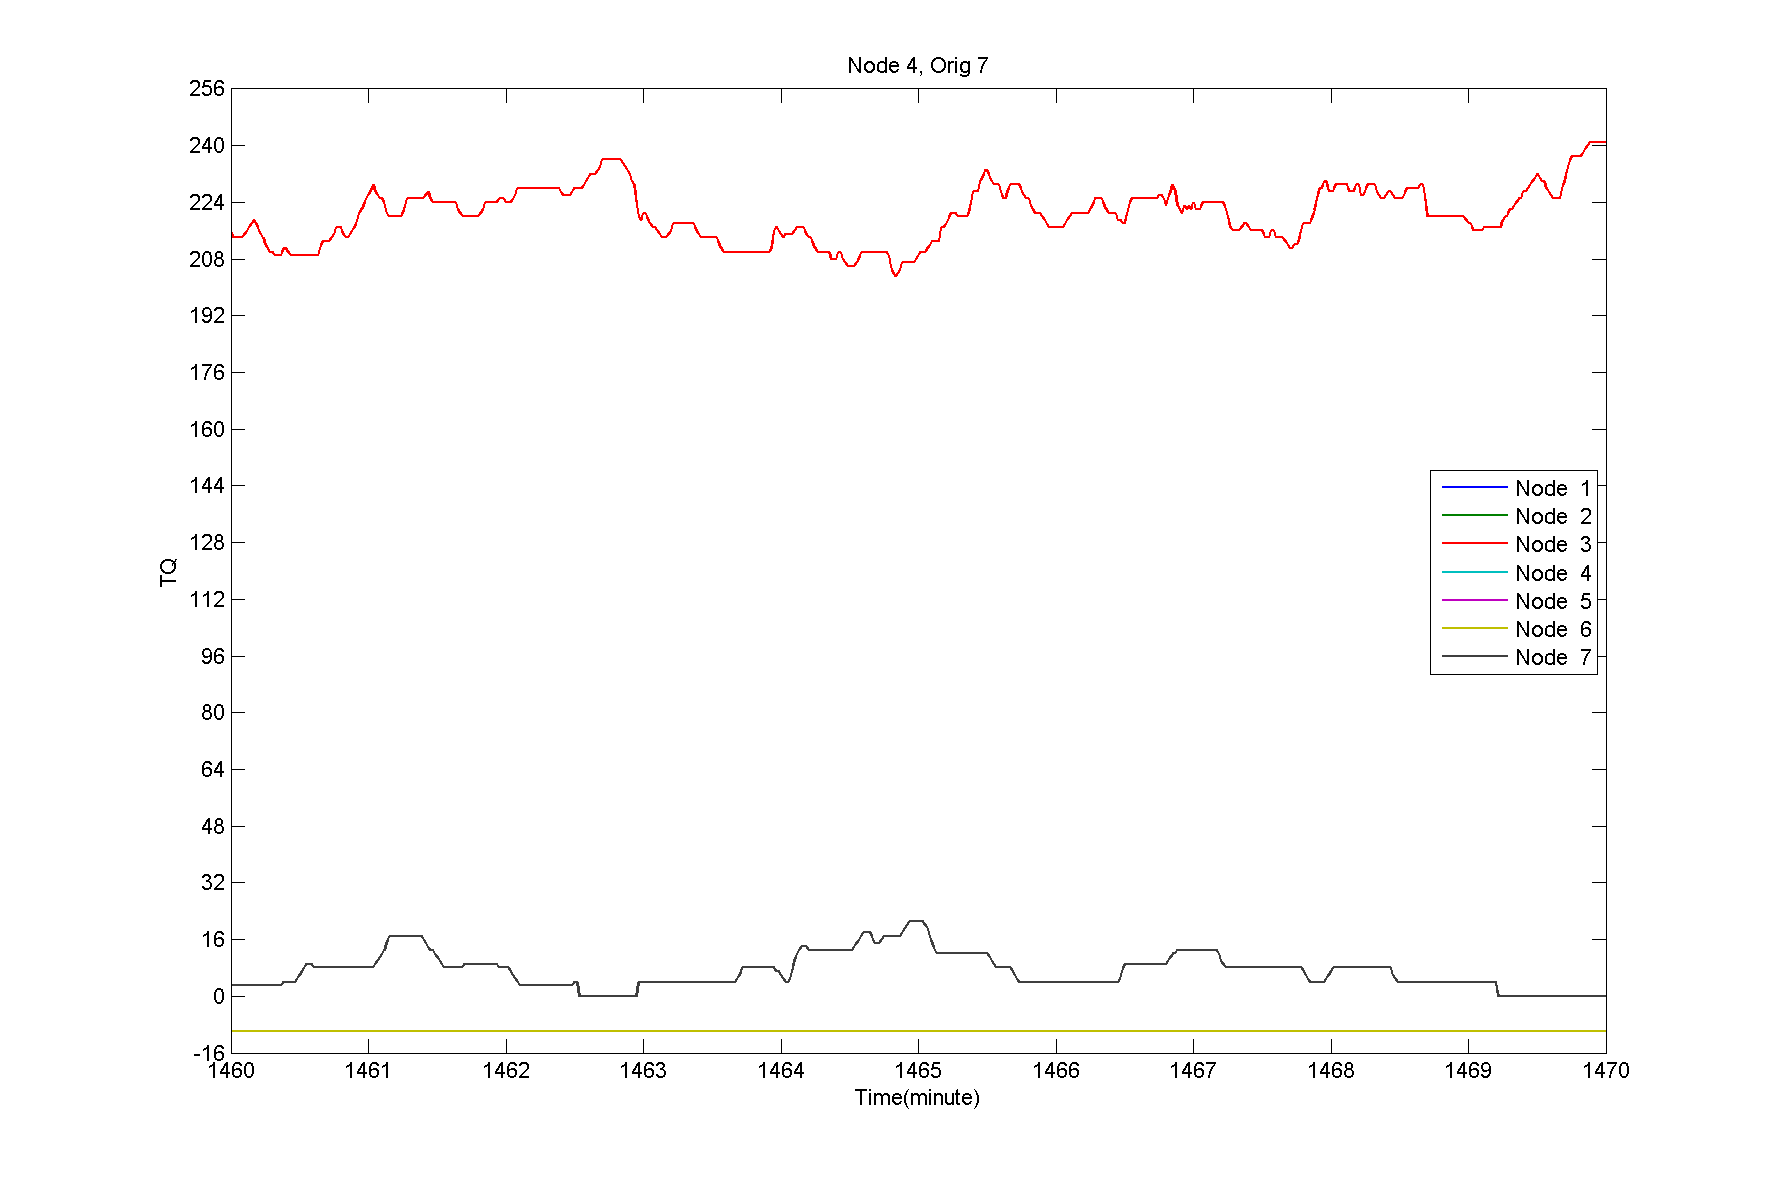 Node 4, Orig 7
256
240
224
208
192
176
160
144
128
112
96
80
64
48
32
16
0
-16
TQ
Node 1
Node 2
Node 3
Node 4
Node 5
Node 6
Node 7
1460 1461 1462 1463 1464 1465 1466 1467 1468 1469 1470
Time(minute)